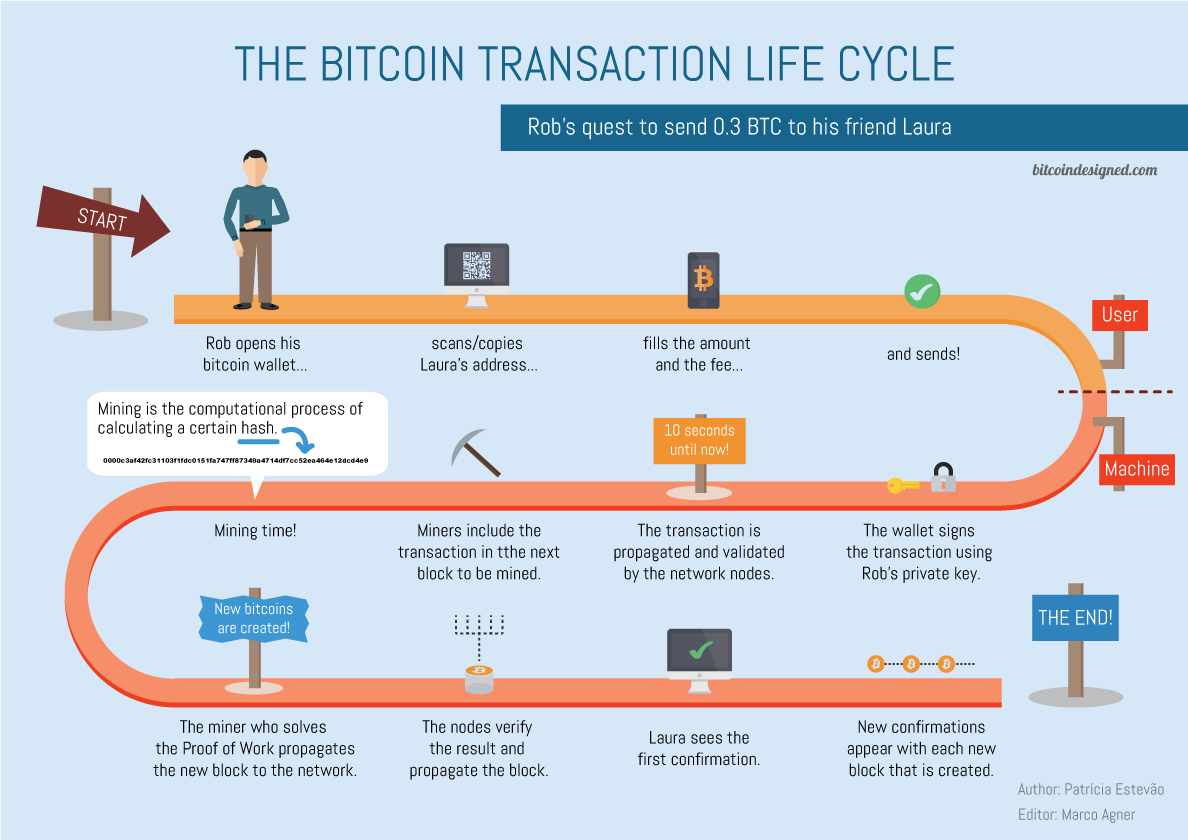 THE BITCOIN TRANSACTION LIFE CYCLE
Rob's quest to send 0.3 BTC to his friend Laura
bitcoindesigned.com
START
Rob opens his
bitcoin wallet...
scans/copies
Laura's address...
fills the amount
and the fee...
and sends!
User
Machine
The wallet signs
the transaction using
Rob's private key.
10 seconds
until now!
The transaction is
propagated and validated
by the network nodes.
Miners include the
transaction in tthe next
block to be mined.
Mining is the computational process of
calculating a certain hash.
0000c3af42fc31103f1fdc0151fa747ff87349a4714df7cc52ea464e12dcd4e9
Mining time!
New bitcoins
are created!
The miner who solves
the Proof of Work propagates
the new block to the network.
The nodes verify
the result and
propagate the block.
Laura sees the
first confirmation.
New confirmations
appear with each new
block that is created.
THE END!
Author: Patrícia Estevão
Editor: Marco Agner